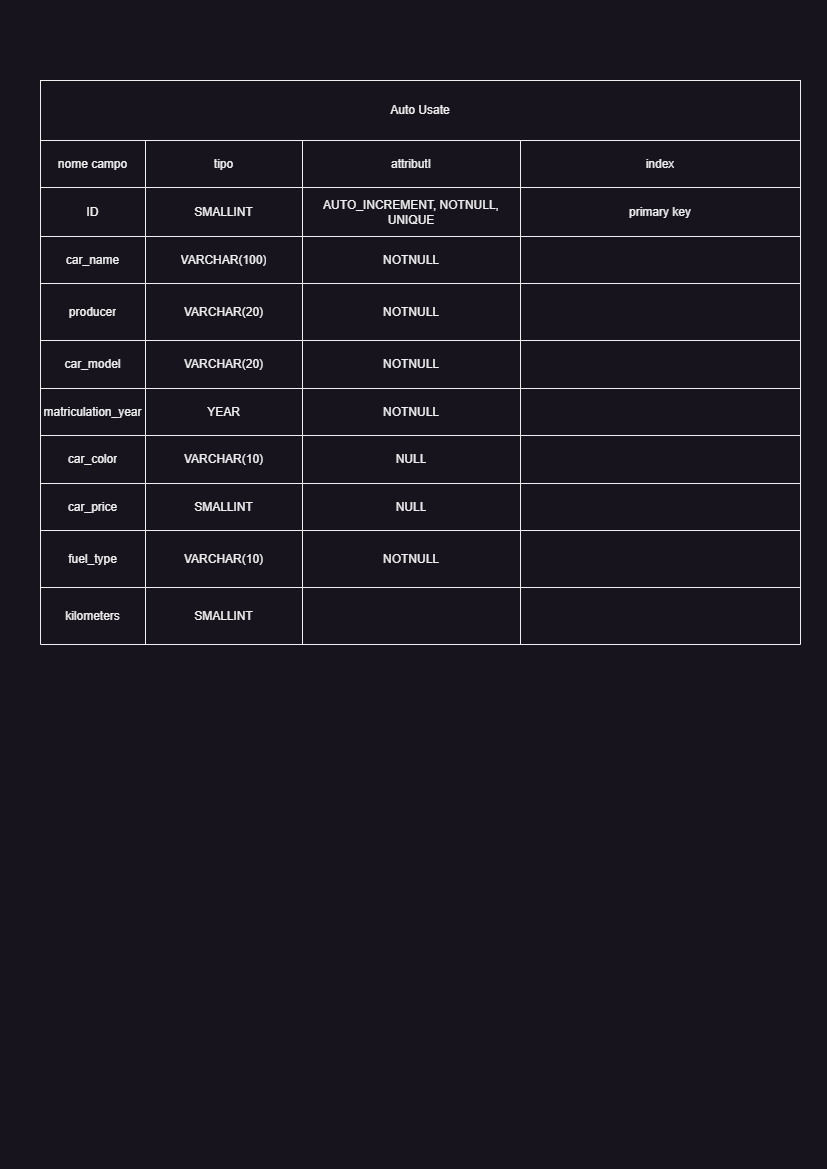 Auto Usate
nome campo tipo attributI index
ID SMALLINT AUTO_INCREMENT, NOTNULL, UNIQUE primary key
car_name VARCHAR(100) NOTNULL
producer VARCHAR(20) NOTNULL
car_model VARCHAR(20) NOTNULL
matriculation_year YEAR NOTNULL
car_color VARCHAR(10) NULL
car_price SMALLINT NULL
fuel_type VARCHAR(10) NOTNULL
kilometers SMALLINT